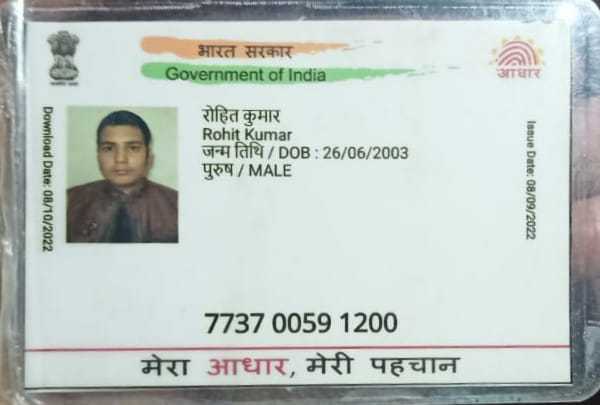 भारत सरकार
Government of India
आधार
Download Date: 08/10/2022
रोहित कुमार
Rohit Kumar
जन्म तिथि / DOB : 26/06/2003
पुरुष / MALE
Issue Date: 08/09/2022
7737 0059 1200
मेरा आधार, मेरी पहचान